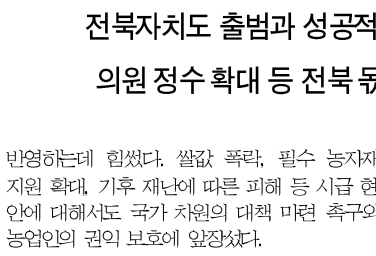 전북자치도 출범과 성공적
의원 정수 확대 등 전북
반영하는데 힘썼다. 쌀값 폭락, 필수 농자재
지원 확대, 기후 재난에 따른 피해 등 시급 현
안에 대해서도 국가 차원의 대책 마련 촉구와
농업인의 권익 보호에 앞장섰다.